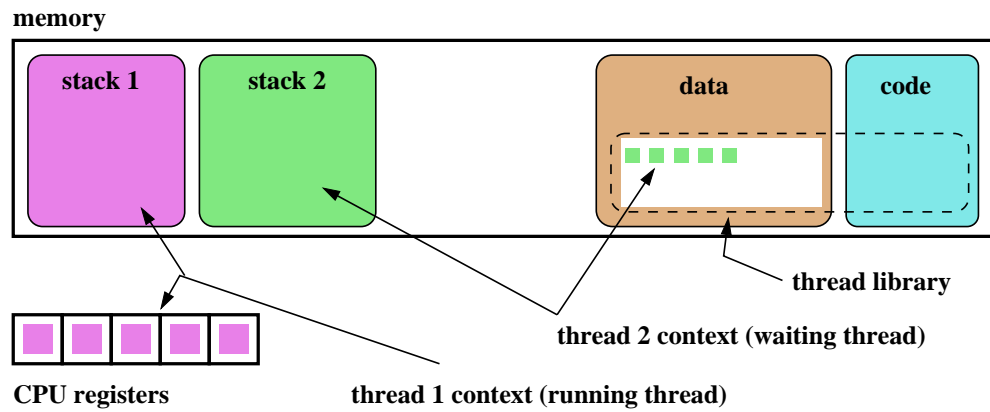 memory
stack 1
stack 2
data
code
thread library
thread 2 context (waiting thread)
CPU registers
thread 1 context (running thread)